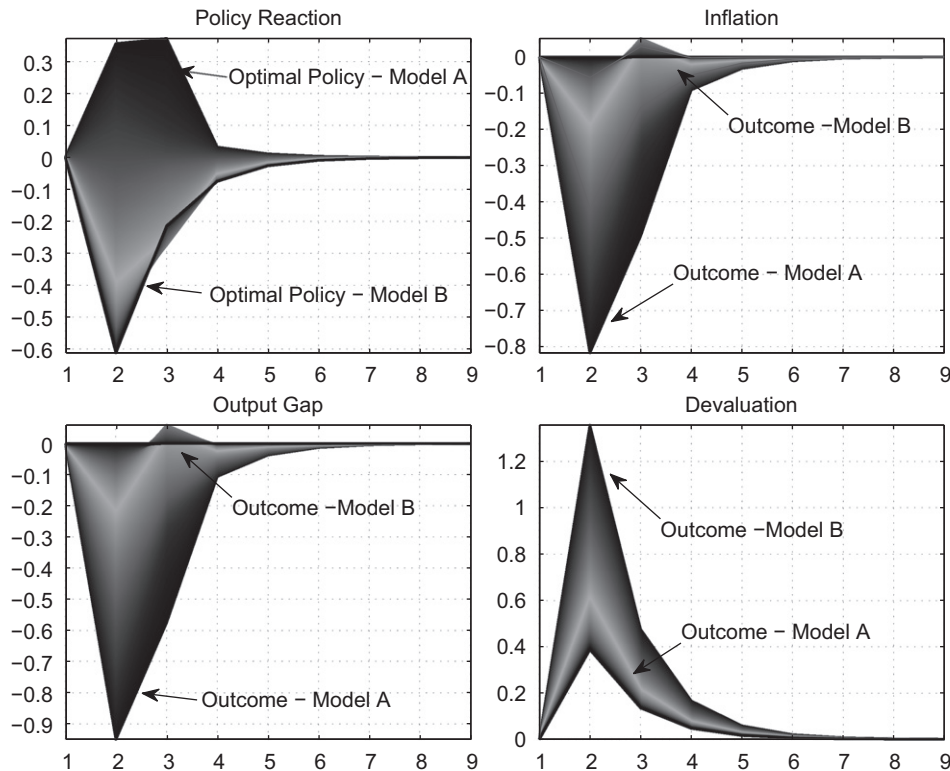 Policy Reaction
0.3
0.2
0.1
0
−0.1
−0.2
−0.3
−0.4
−0.5
−0.6
Optimal Policy − Model A
Optimal Policy − Model B
1 2 3 4 5 6 7 8 9
Inflation
0
−0.1
−0.2
−0.3
−0.4
−0.5
−0.6
−0.7
−0.8
Outcome −Model B
Outcome − Model A
1 2 3 4 5 6 7 8 9
Output Gap
0
−0.1
−0.2
−0.3
−0.4
−0.5
−0.6
−0.7
−0.8
−0.9
Outcome −Model B
Outcome − Model A
1 2 3 4 5 6 7 8 9
Devaluation
1.2
1
0.8
0.6
0.4
0.2
0
Outcome −Model B
Outcome − Model A
1 2 3 4 5 6 7 8 9